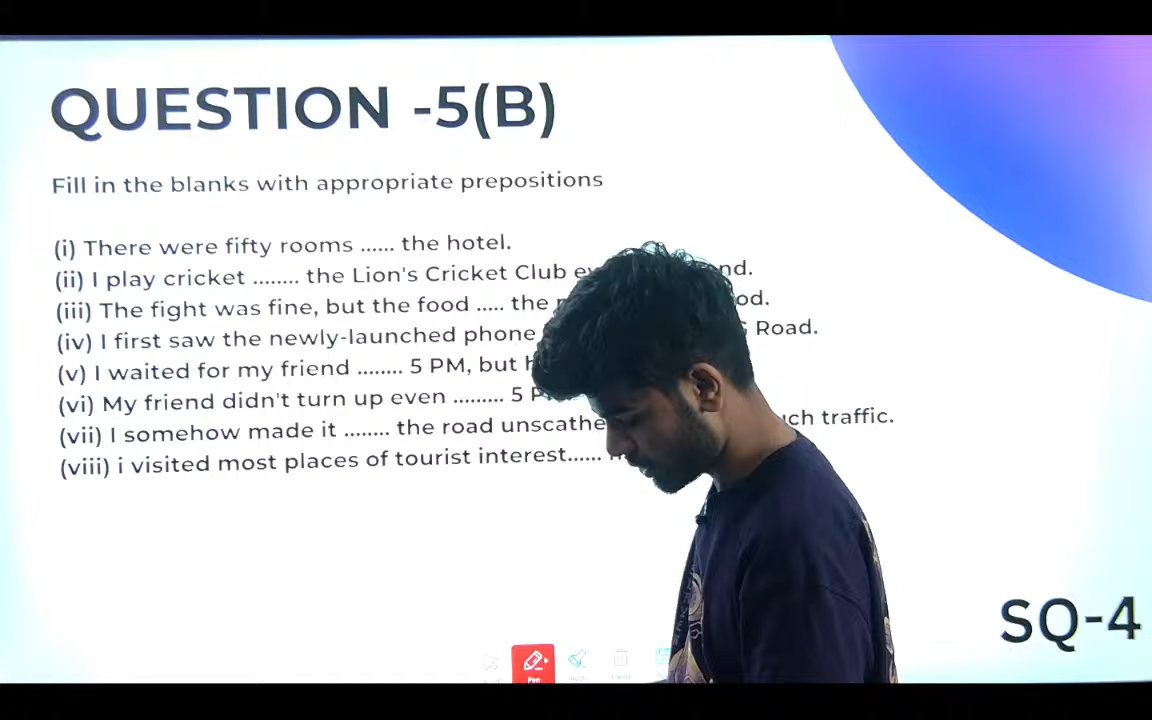 QUESTION -5(B)
Fill in the blanks with appropriate prepositions
(i) There were fifty rooms ...... the hotel.
(ii) I play cricket ........ the Lion's Cricket Club
(iii) The fight was fine, but the food ..... the
(iv) I first saw the newly-launched phone Road.
(v) I waited for my friend ........ 5 PM, but
(vi) My friend didn't turn up even ......... 5
(vii) I somehow made it ........ the road traffic.
(viii) i visited most places of tourist interest......
SQ-4
Pen